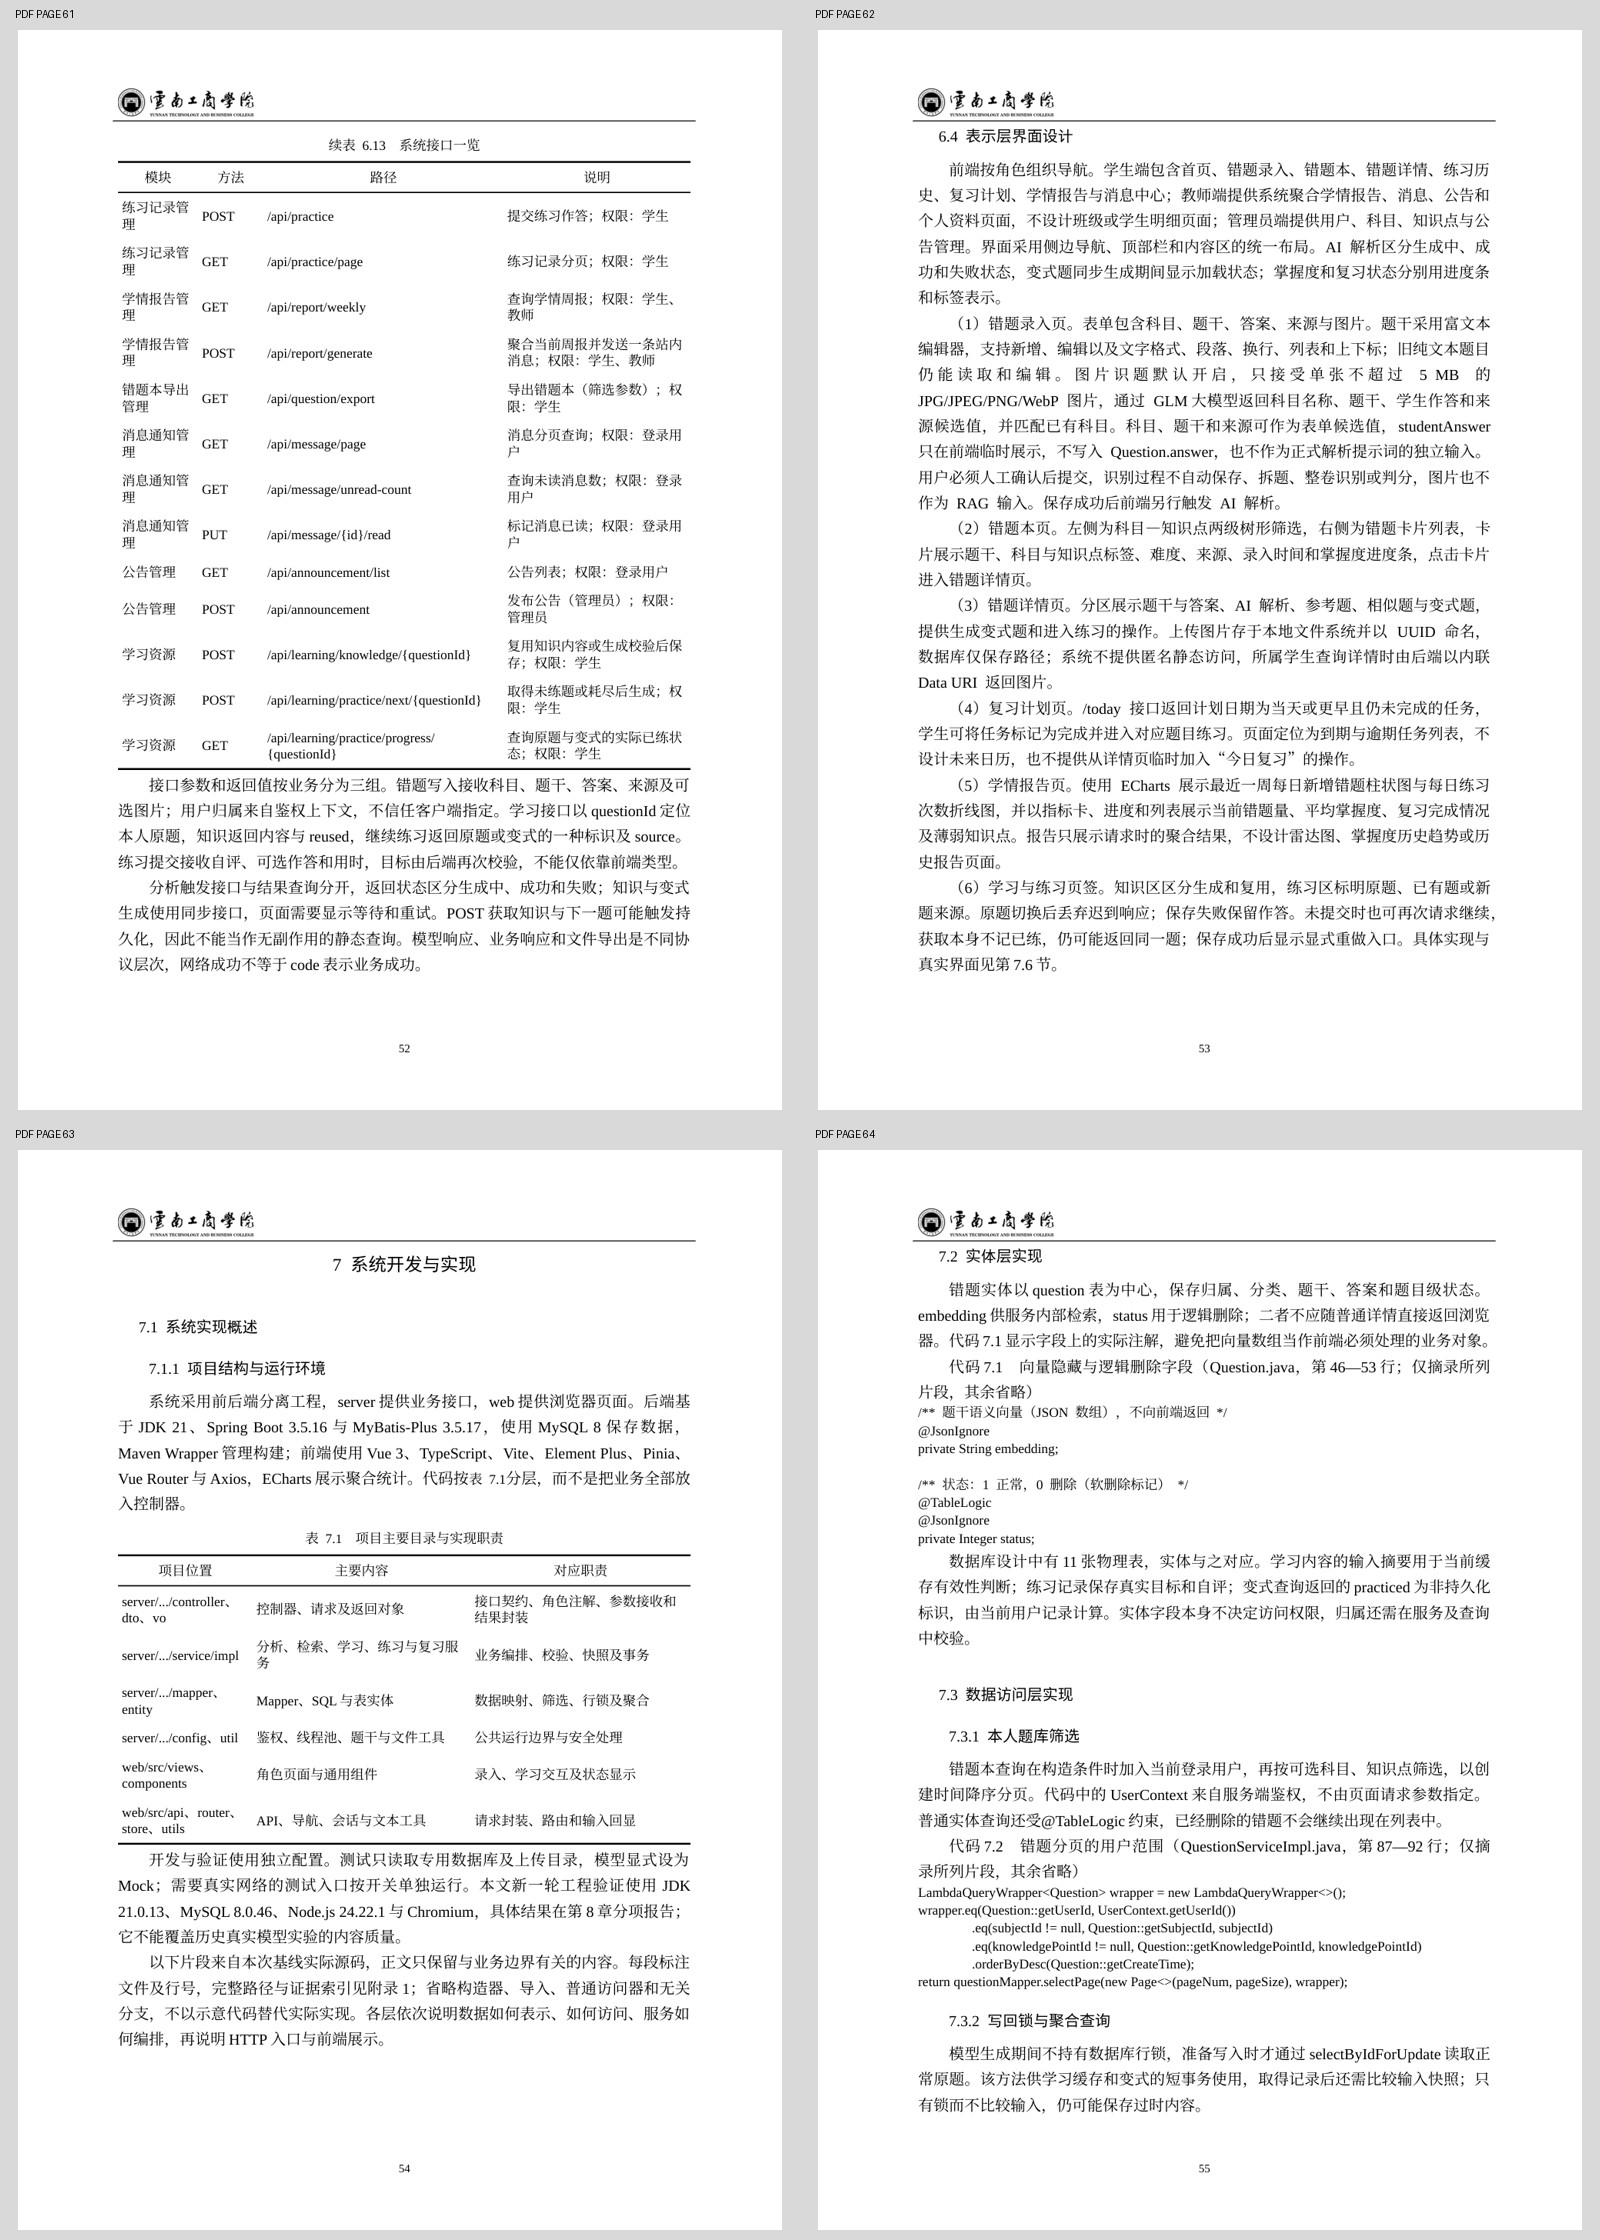 PDF PAGE 61
雲南工商學院
YUNNAN TECHNOLOGY AND BUSINESS COLLEGE
续表 6.13 系统接口一览
模块 方法 路径 说明
练习记录管理 POST /api/practice 提交练习作答；权限：学生
练习记录管理 GET /api/practice/page 练习记录分页；权限：学生
学情报告管理 GET /api/report/weekly 查询学情周报；权限：学生、教师
学情报告管理 POST /api/report/generate 聚合当前周报并发送一条站内消息；权限：学生、教师
错题本导出管理 GET /api/question/export 导出错题本（筛选参数）；权限：学生
消息通知管理 GET /api/message/page 消息分页查询；权限：登录用户
消息通知管理 GET /api/message/unread-count 查询未读消息数；权限：登录用户
消息通知管理 PUT /api/message/{id}/read 标记消息已读；权限：登录用户
公告管理 GET /api/announcement/list 公告列表；权限：登录用户
公告管理 POST /api/announcement 发布公告（管理员）；权限：管理员
学习资源 POST /api/learning/knowledge/{questionId} 复用知识内容或生成校验后保存；权限：学生
学习资源 POST /api/learning/practice/next/{questionId} 取得未练题或耗尽后生成；权限：学生
学习资源 GET /api/learning/practice/progress/{questionId} 查询原题与变式的实际已练状态；权限：学生
接口参数和返回值按业务分为三组。错题写入接收科目、题干、答案、来源及可
选图片；用户归属来自鉴权上下文，不信任客户端指定。学习接口以 questionId 定位
本人原题，知识返回内容与 reused，继续练习返回原题或变式的一种标识及 source。
练习提交接收自评、可选作答和用时，目标由后端再次校验，不能仅依靠前端类型。
分析触发接口与结果查询分开，返回状态区分生成中、成功和失败；知识与变式
生成使用同步接口，页面需要显示等待和重试。POST 获取知识与下一题可能触发持
久化，因此不能当作无副作用的静态查询。模型响应、业务响应和文件导出是不同协
议层次，网络成功不等于 code 表示业务成功。
52
PDF PAGE 62
雲南工商學院
YUNNAN TECHNOLOGY AND BUSINESS COLLEGE
6.4 表示层界面设计
前端按角色组织导航。学生端包含首页、错题录入、错题本、错题详情、练习历
史、复习计划、学情报告与消息中心；教师端提供系统聚合学情报告、消息、公告和
个人资料页面，不设计班级或学生明细页面；管理员端提供用户、科目、知识点与公
告管理。界面采用侧边导航、顶部栏和内容区的统一布局。AI 解析区分生成中、成
功和失败状态，变式题同步生成期间显示加载状态；掌握度和复习状态分别用进度条
和标签表示。
（1）错题录入页。表单包含科目、题干、答案、来源与图片。题干采用富文本
编辑器，支持新增、编辑以及文字格式、段落、换行、列表和上下标；旧纯文本题目
仍能读取和编辑。图片识题默认开启，只接受单张不超过 5 MB 的
JPG/JPEG/PNG/WebP 图片，通过 GLM 大模型返回科目名称、题干、学生作答和来
源候选值，并匹配已有科目。科目、题干和来源可作为表单候选值，studentAnswer
只在前端临时展示，不写入 Question.answer，也不作为正式解析提示词的独立输入。
用户必须人工确认后提交，识别过程不自动保存、拆题、整卷识别或判分，图片也不
作为 RAG 输入。保存成功后前端另行触发 AI 解析。
（2）错题本页。左侧为科目—知识点两级树形筛选，右侧为错题卡片列表，卡
片展示题干、科目与知识点标签、难度、来源、录入时间和掌握度进度条，点击卡片
进入错题详情页。
（3）错题详情页。分区展示题干与答案、AI 解析、参考题、相似题与变式题，
提供生成变式题和进入练习的操作。上传图片存于本地文件系统并以 UUID 命名，
数据库仅保存路径；系统不提供匿名静态访问，所属学生查询详情时由后端以内联
Data URI 返回图片。
（4）复习计划页。/today 接口返回计划日期为当天或更早且仍未完成的任务，
学生可将任务标记为完成并进入对应题目练习。页面定位为到期与逾期任务列表，不
设计未来日历，也不提供从详情页临时加入“今日复习”的操作。
（5）学情报告页。使用 ECharts 展示最近一周每日新增错题柱状图与每日练习
次数折线图，并以指标卡、进度和列表展示当前错题量、平均掌握度、复习完成情况
及薄弱知识点。报告只展示请求时的聚合结果，不设计雷达图、掌握度历史趋势或历
史报告页面。
（6）学习与练习页签。知识区区分生成和复用，练习区标明原题、已有题或新
题来源。原题切换后丢弃迟到响应；保存失败保留作答。未提交时也可再次请求继续，
获取本身不记已练，仍可能返回同一题；保存成功后显示显式重做入口。具体实现与
真实界面见第 7.6 节。
53
PDF PAGE 63
雲南工商學院
YUNNAN TECHNOLOGY AND BUSINESS COLLEGE
7 系统开发与实现
7.1 系统实现概述
7.1.1 项目结构与运行环境
系统采用前后端分离工程，server 提供业务接口，web 提供浏览器页面。后端基
于 JDK 21、Spring Boot 3.5.16 与 MyBatis-Plus 3.5.17，使用 MySQL 8 保存数据，
Maven Wrapper 管理构建；前端使用 Vue 3、TypeScript、Vite、Element Plus、Pinia、
Vue Router 与 Axios，ECharts 展示聚合统计。代码按表 7.1分层，而不是把业务全部放
入控制器。
表 7.1 项目主要目录与实现职责
项目位置 主要内容 对应职责
server/.../controller、dto、vo 控制器、请求及返回对象 接口契约、角色注解、参数接收和结果封装
server/.../service/impl 分析、检索、学习、练习与复习服务 业务编排、校验、快照及事务
server/.../mapper、entity Mapper、SQL 与表实体 数据映射、筛选、行锁及聚合
server/.../config、util 鉴权、线程池、题干与文件工具 公共运行边界与安全处理
web/src/views、components 角色页面与通用组件 录入、学习交互及状态显示
web/src/api、router、store、utils API、导航、会话与文本工具 请求封装、路由和输入回显
开发与验证使用独立配置。测试只读取专用数据库及上传目录，模型显式设为
Mock；需要真实网络的测试入口按开关单独运行。本文新一轮工程验证使用 JDK
21.0.13、MySQL 8.0.46、Node.js 24.22.1 与 Chromium，具体结果在第 8 章分项报告；
它不能覆盖历史真实模型实验的内容质量。
以下片段来自本次基线实际源码，正文只保留与业务边界有关的内容。每段标注
文件及行号，完整路径与证据索引见附录 1；省略构造器、导入、普通访问器和无关
分支，不以示意代码替代实际实现。各层依次说明数据如何表示、如何访问、服务如
何编排，再说明 HTTP 入口与前端展示。
54
PDF PAGE 64
雲南工商學院
YUNNAN TECHNOLOGY AND BUSINESS COLLEGE
7.2 实体层实现
错题实体以 question 表为中心，保存归属、分类、题干、答案和题目级状态。
embedding 供服务内部检索，status 用于逻辑删除；二者不应随普通详情直接返回浏览
器。代码 7.1 显示字段上的实际注解，避免把向量数组当作前端必须处理的业务对象。
代码 7.1 向量隐藏与逻辑删除字段（Question.java，第 46—53 行；仅摘录所列
片段，其余省略）
/** 题干语义向量（JSON 数组），不向前端返回 */
@JsonIgnore
private String embedding;
/** 状态：1 正常，0 删除（软删除标记） */
@TableLogic
@JsonIgnore
private Integer status;
数据库设计中有 11 张物理表，实体与之对应。学习内容的输入摘要用于当前缓
存有效性判断；练习记录保存真实目标和自评；变式查询返回的 practiced 为非持久化
标识，由当前用户记录计算。实体字段本身不决定访问权限，归属还需在服务及查询
中校验。
7.3 数据访问层实现
7.3.1 本人题库筛选
错题本查询在构造条件时加入当前登录用户，再按可选科目、知识点筛选，以创
建时间降序分页。代码中的 UserContext 来自服务端鉴权，不由页面请求参数指定。
普通实体查询还受@TableLogic 约束，已经删除的错题不会继续出现在列表中。
代码 7.2 错题分页的用户范围（QuestionServiceImpl.java，第 87—92 行；仅摘
录所列片段，其余省略）
LambdaQueryWrapper<Question> wrapper = new LambdaQueryWrapper<>();
wrapper.eq(Question::getUserId, UserContext.getUserId())
.eq(subjectId != null, Question::getSubjectId, subjectId)
.eq(knowledgePointId != null, Question::getKnowledgePointId, knowledgePointId)
.orderByDesc(Question::getCreateTime);
return questionMapper.selectPage(new Page<>(pageNum, pageSize), wrapper);
7.3.2 写回锁与聚合查询
模型生成期间不持有数据库行锁，准备写入时才通过 selectByIdForUpdate 读取正
常原题。该方法供学习缓存和变式的短事务使用，取得记录后还需比较输入快照；只
有锁而不比较输入，仍可能保存过时内容。
55